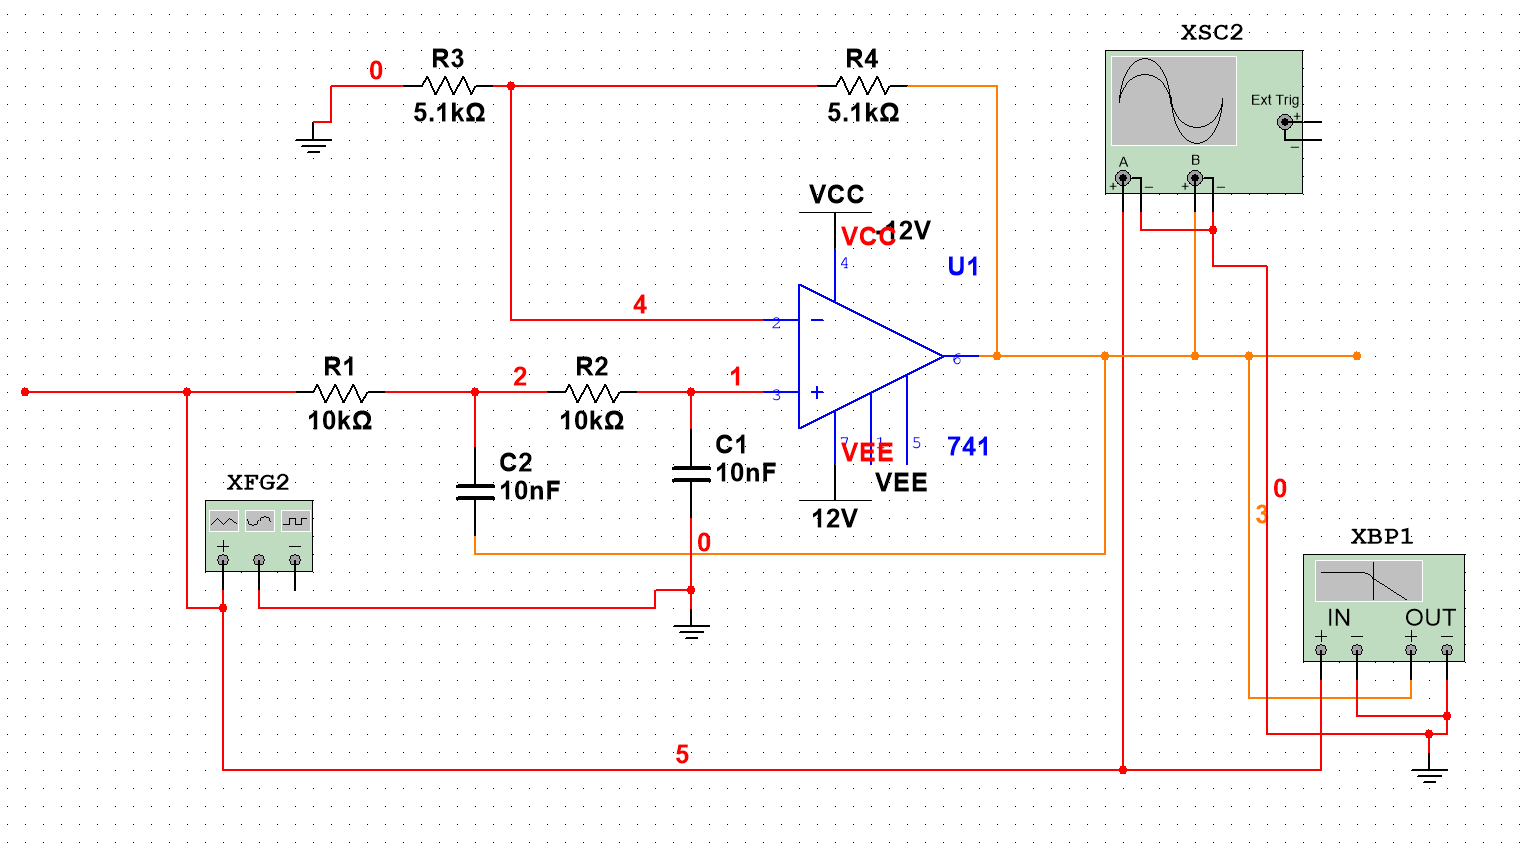 XSC2
R3
R4
0
5.1kΩ
5.1kΩ
Ext Trig
+
−
A
B
+
−
+
−
VCC
VCC
-12V
4
U1
4
2
−
6
R1
R2
2
1
3
+
10kΩ
10kΩ
C2
10nF
C1
10nF
7
1
5
VEE
741
VEE
12V
XFG2
+
−
0
0
3
XBP1
IN
OUT
+
−
+
−
5